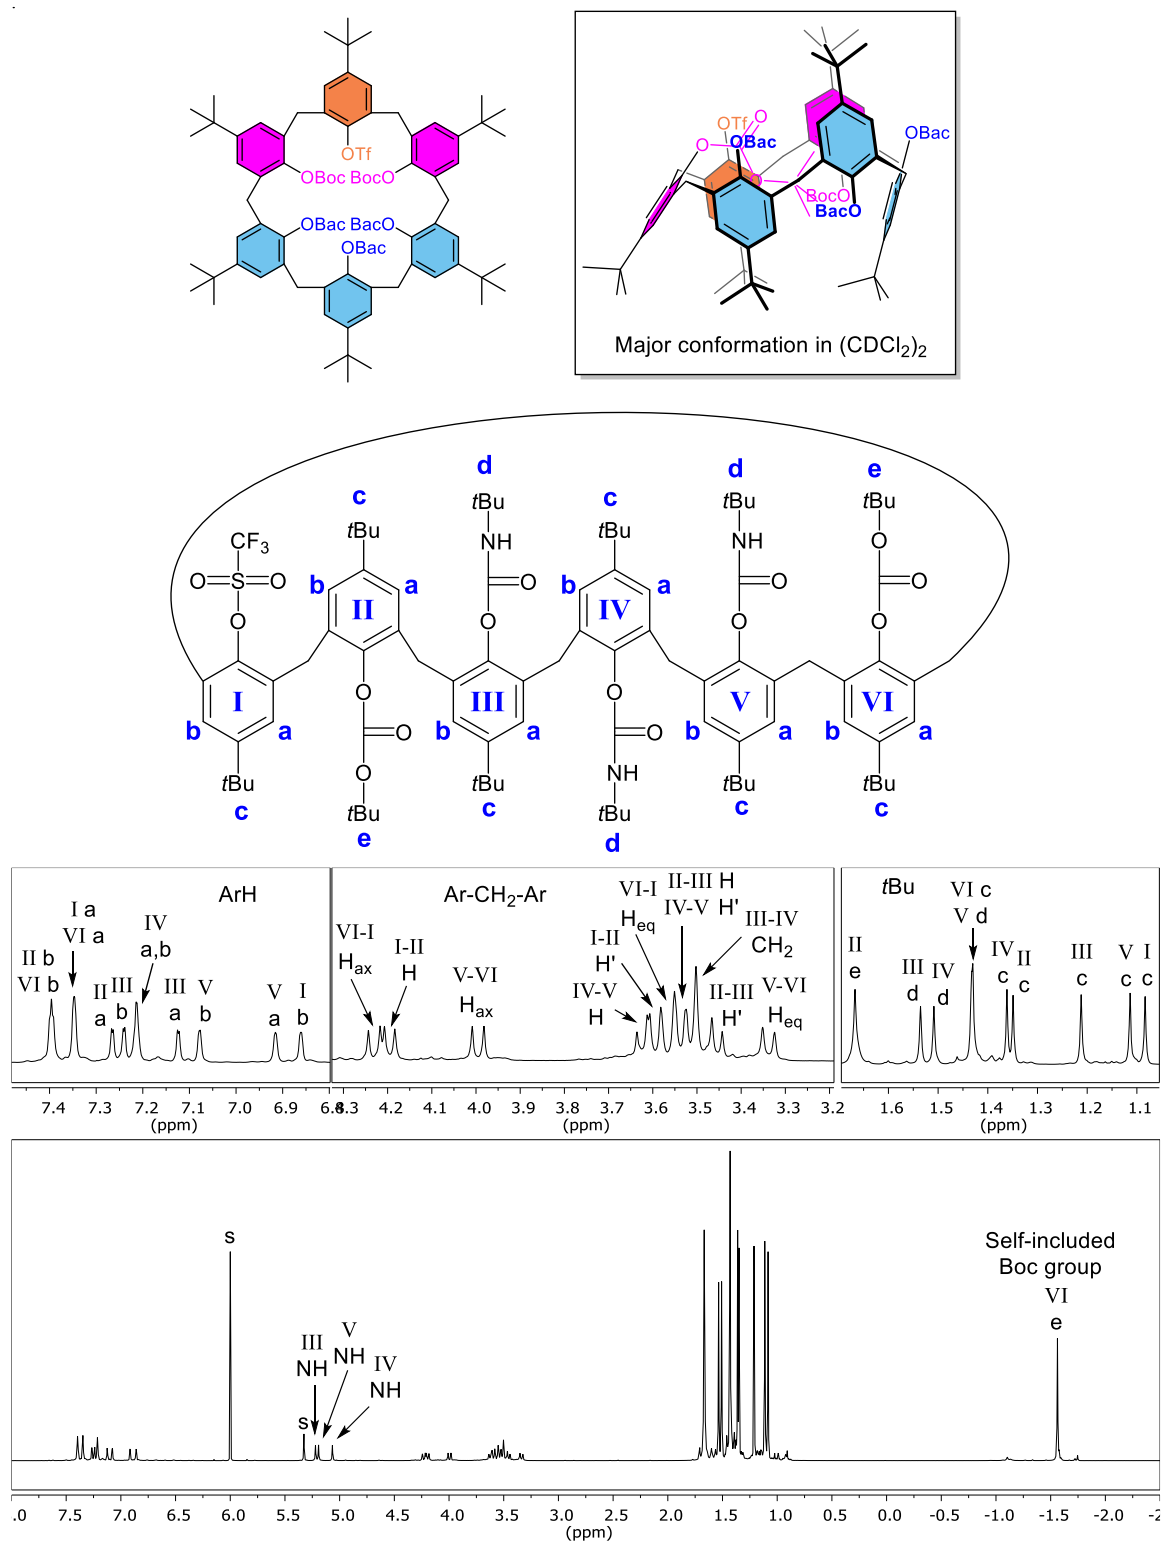 OTf
OBoc BocO
OBac BacO
OBac
OTf
O
O
OBac
O
OBac
BocO
BacO
Major conformation in (CDCl2)2
d
d
e
c
c
tBu
tBu
tBu
tBu
tBu
CF3
NH
NH
O
O
S
O
b
a
O
b
a
O
O
II
IV
O
O
O
O
O
I
III
V
VI
O
O
b
a
O
b
a
O
b
a
b
a
O
NH
tBu
tBu
tBu
tBu
c
tBu
c
tBu
c
c
e
d
ArH
Ar-CH2-Ar
tBu
I a
VI a
IV
a,b
II b
VI b
II
a
III
b
III
a
V
b
V
a
I
b
VI-I
Hax
I-II
H
V-VI
Hax
VI-I
Heq
II-III H
IV-V H'
III-IV
CH2
I-II
H'
IV-V
H
II-III
H'
V-VI
Heq
VI c
V d
II
e
III
d
IV
d
IV
c
II
c
III
c
V
c
I
c
7.4 7.3 7.2 7.1 7.0 6.9 6.8
(ppm)
4.3 4.2 4.1 4.0 3.9 3.8 3.7 3.6 3.5 3.4 3.3 3.2
(ppm)
1.6 1.5 1.4 1.3 1.2 1.1
(ppm)
s
s
III
NH
V
NH
IV
NH
Self-included
Boc group
VI
e
.0 7.5 7.0 6.5 6.0 5.5 5.0 4.5 4.0 3.5 3.0 2.5 2.0 1.5 1.0 0.5 0.0 -0.5 -1.0 -1.5 -2.0 -2
(ppm)